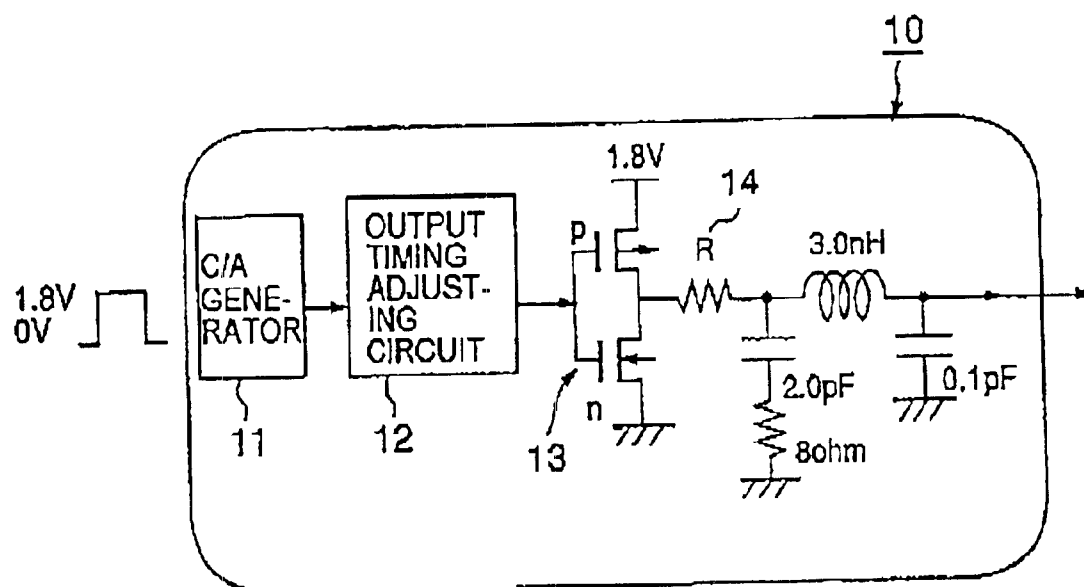 10
1.8V
14
R
3.0nH
p
C/A
GENE-
RATOR
OUTPUT
TIMING
ADJUST-
ING
CIRCUIT
1.8V
0V
n
2.0pF
0.1pF
8ohm
11
12
13